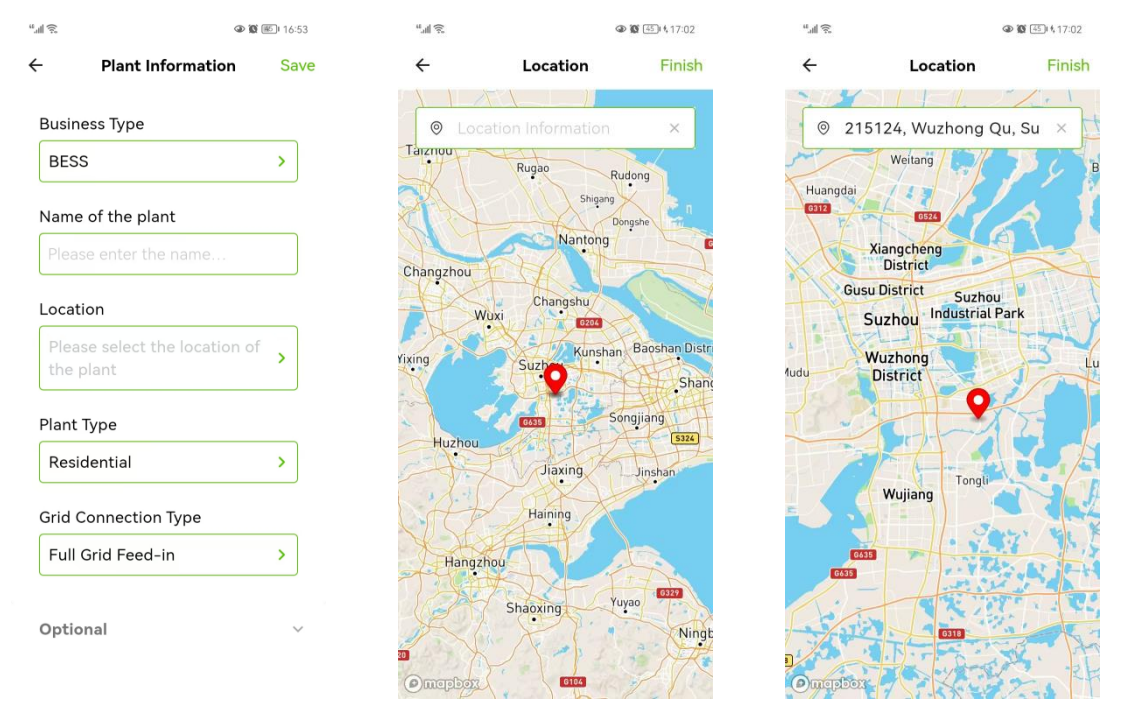 16:53
Plant Information
Save
Business Type
BESS
Name of the plant
Please enter the name...
Location
Please select the location of
the plant
Plant Type
Residential
Grid Connection Type
Full Grid Feed-in
Optional
45
17:02
Location
Finish
Location Information
Taizhou
Rugao
Rudong
Shigang
Dongshe
Nantong
Changzhou
Changshu
Wuxi
G204
Kunshan
Baoshan Distr
Yixing
Shang
G635
Songjiang
S324
Huzhou
Jiaxing
Jinshan
Haining
Hangzhou
Shaoxing
Yuyao
G329
Ningb
20
G104
mapbox
45
17:02
Location
Finish
215124, Wuzhong Qu, Su
Weitang
B
Huangdai
G312
G524
Xiangcheng
District
Gusu District
Suzhou
Industrial Park
Suzhou
Wuzhong
District
Mudu
Lu
Tongli
Wujiang
G635
G635
G318
mapbox